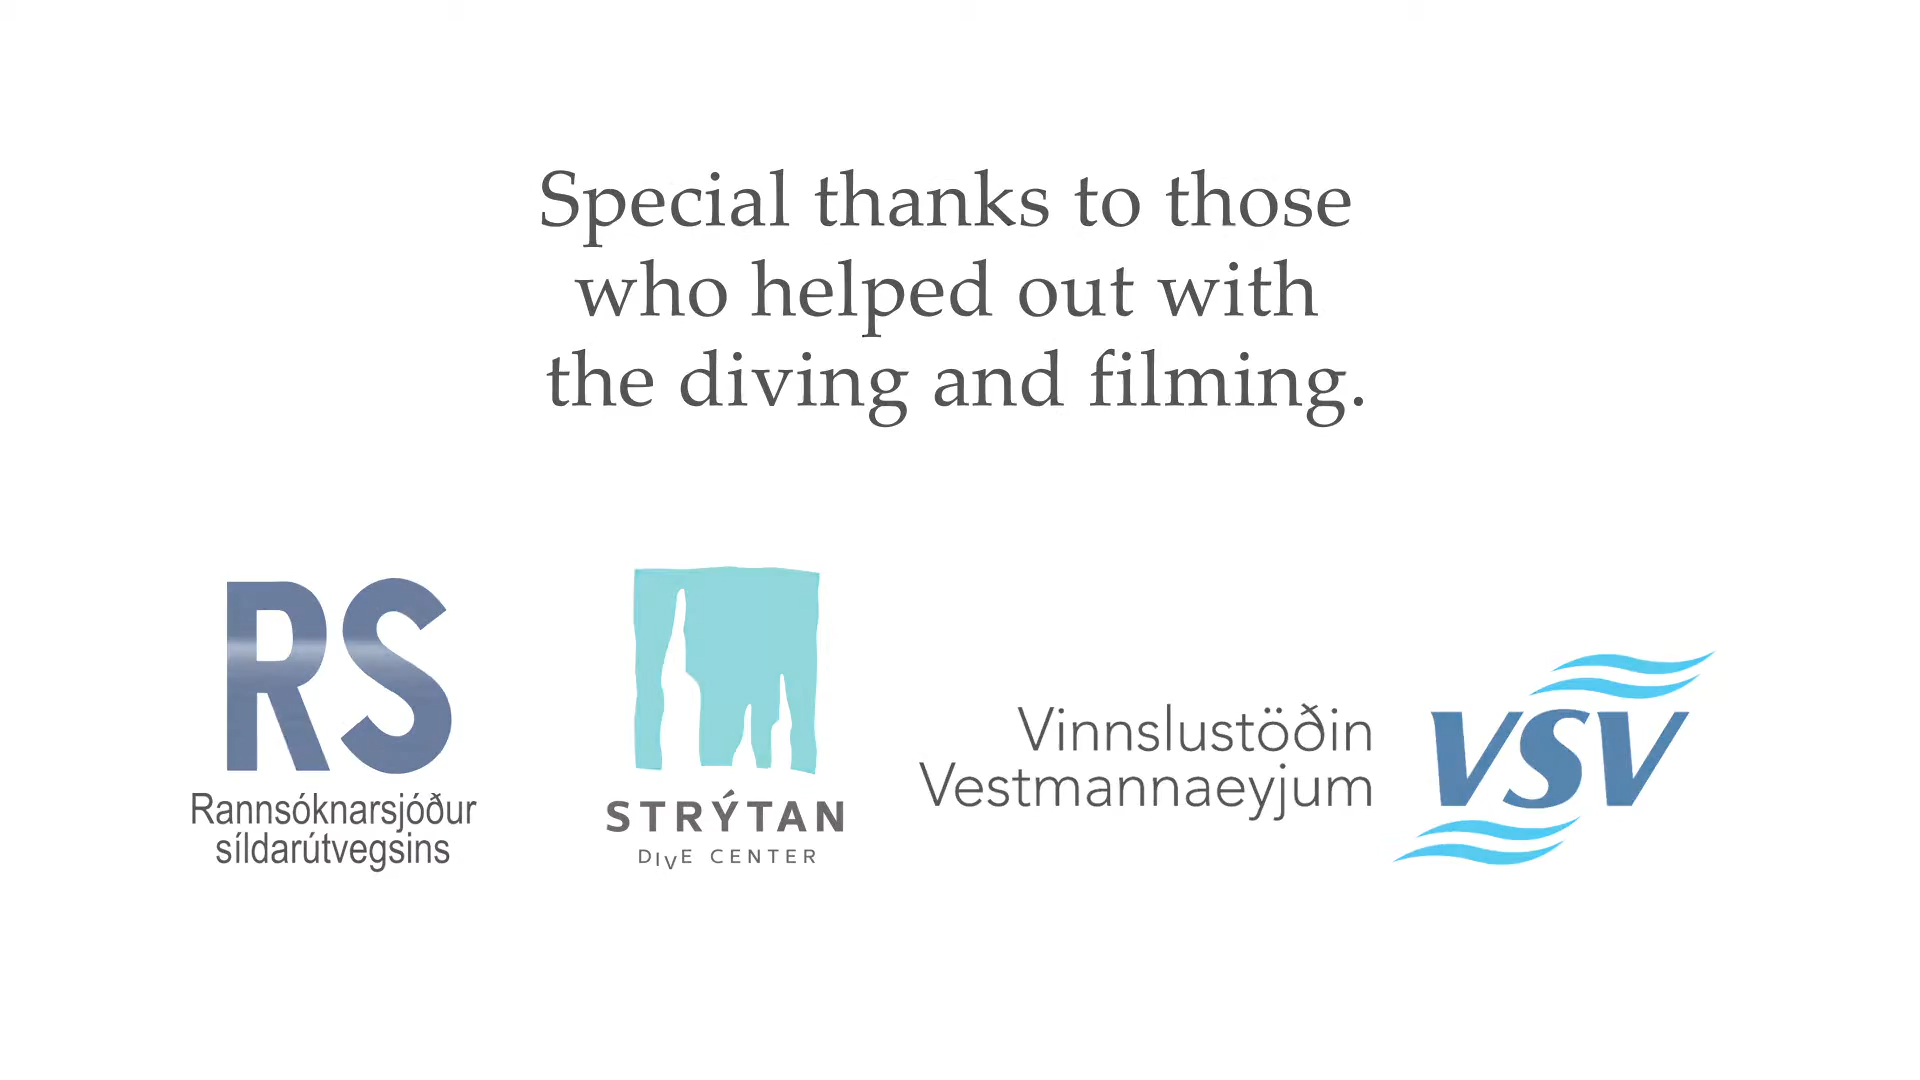 Special thanks to those
who helped out with
the diving and filming.
RS
Rannsóknarsjóður
síldarútvegsins
STRÝTAN
DIVE CENTER
Vinnslustöðin
Vestmannaeyjum
VSV